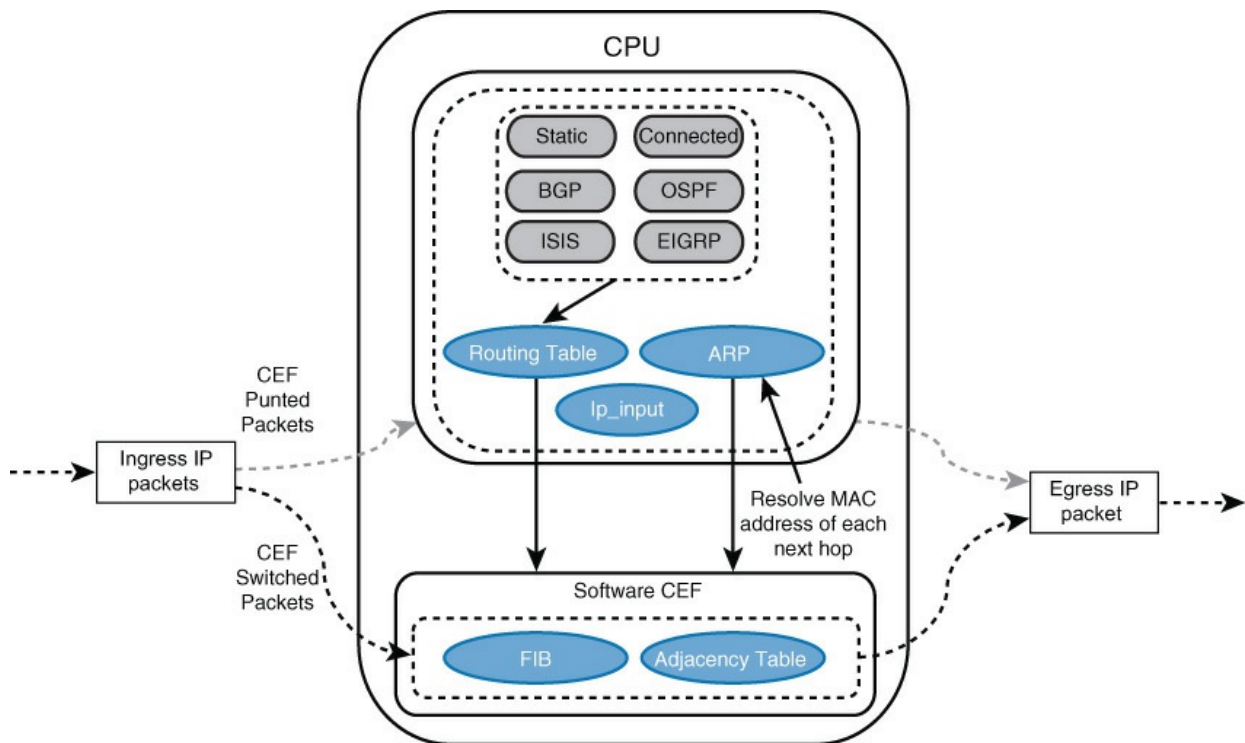 CPU
Static
Connected
BGP
OSPF
ISIS
EIGRP
Routing Table
ARP
Ip_input
CEF
Punted
Packets
Ingress IP
packets
CEF
Switched
Packets
Resolve MAC
address of each
next hop
Egress IP
packet
Software CEF
FIB
Adjacency Table